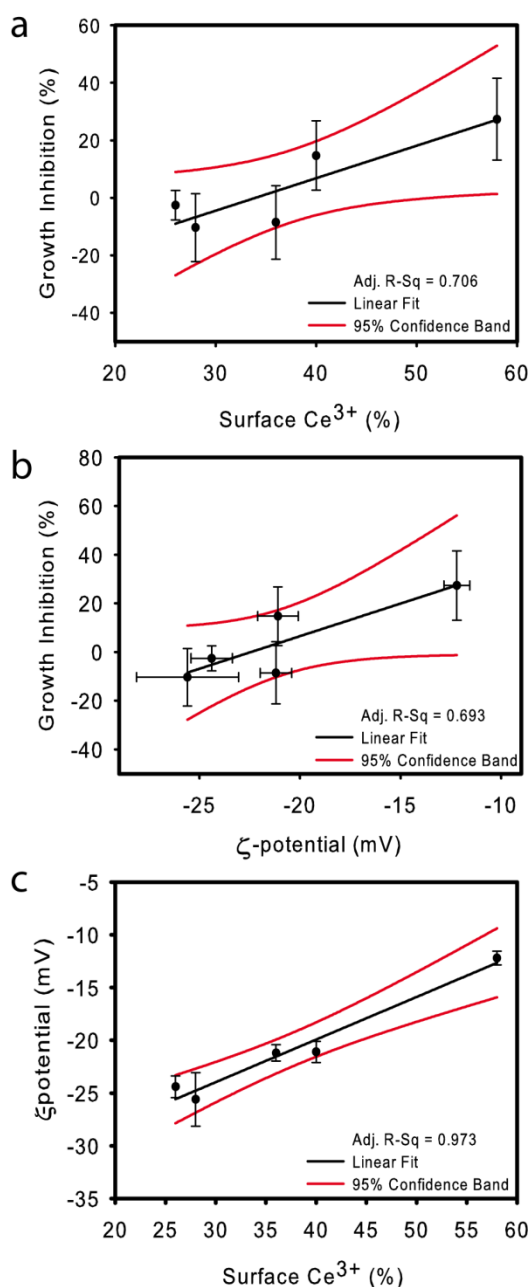 a
Growth Inhibition (%)
60
40
20
0
-20
-40
Adj. R-Sq = 0.706
Linear Fit
95% Confidence Band
20 30 40 50 60
Surface Ce³⁺ (%)
b
Growth Inhibition (%)
80
60
40
20
0
-20
-40
Adj. R-Sq = 0.693
Linear Fit
95% Confidence Band
-25 -20 -15 -10
ζ-potential (mV)
c
ξpotential (mV)
-5
-10
-15
-20
-25
-30
-35
Adj. R-Sq = 0.973
Linear Fit
95% Confidence Band
20 25 30 35 40 45 50 55 60
Surface Ce³⁺ (%)